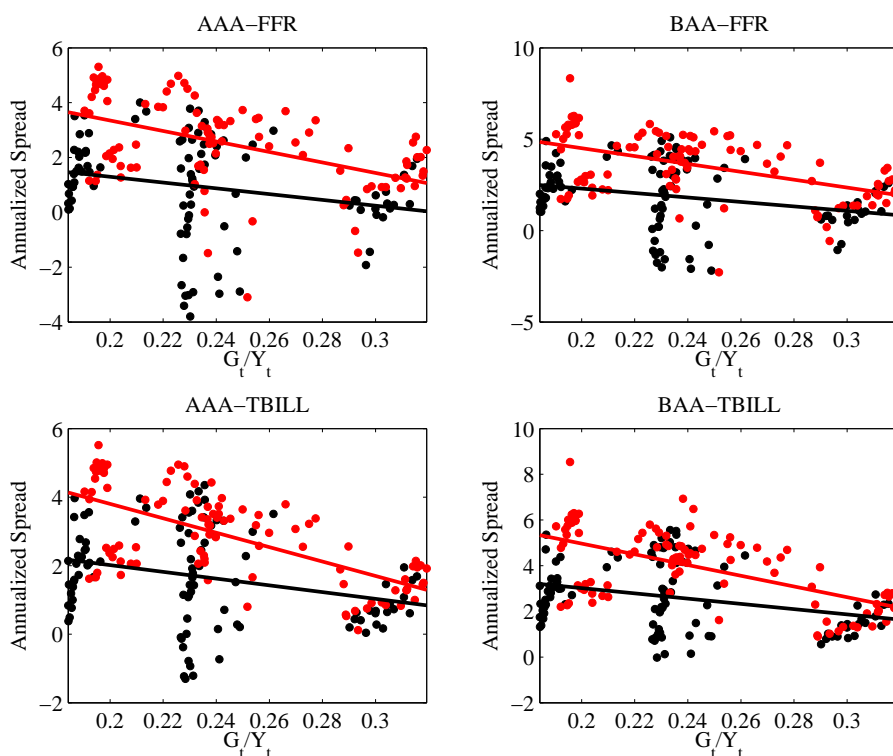 AAA−FFR
6
4
2
0
−2
−4
0.2 0.22 0.24 0.26 0.28 0.3
Annualized Spread
G_t/Y_t
BAA−FFR
10
5
0
−5
0.2 0.22 0.24 0.26 0.28 0.3
Annualized Spread
G_t/Y_t
AAA−TBILL
6
4
2
0
−2
0.2 0.22 0.24 0.26 0.28 0.3
Annualized Spread
G_t/Y_t
BAA−TBILL
10
8
6
4
2
0
−2
0.2 0.22 0.24 0.26 0.28 0.3
Annualized Spread
G_t/Y_t